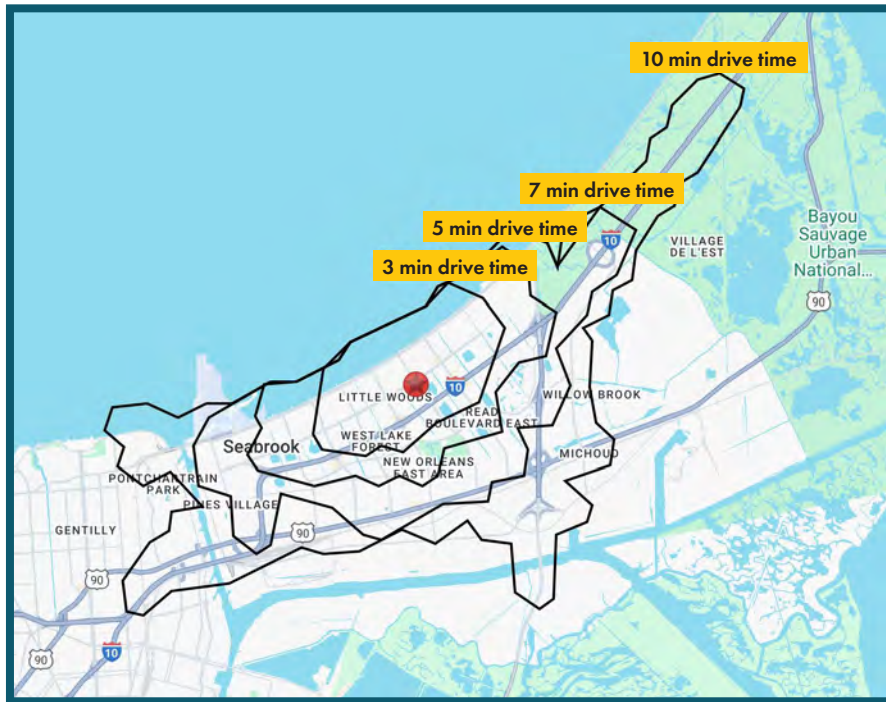 10 min drive time
7 min drive time
5 min drive time
3 min drive time
10
VILLAGE
DE L'EST
Bayou
Sauvage
Urban
National...
90
LITTLE WOODS
10
WILLOW BROOK
READ
BOULEVARD EAST
WEST LAKE
FOREST
Seabrook
MICHOUD
NEW ORLEANS
EAST AREA
PONTCHARTRAIN
PARK
PINES VILLAGE
GENTILLY
90
90
10
90